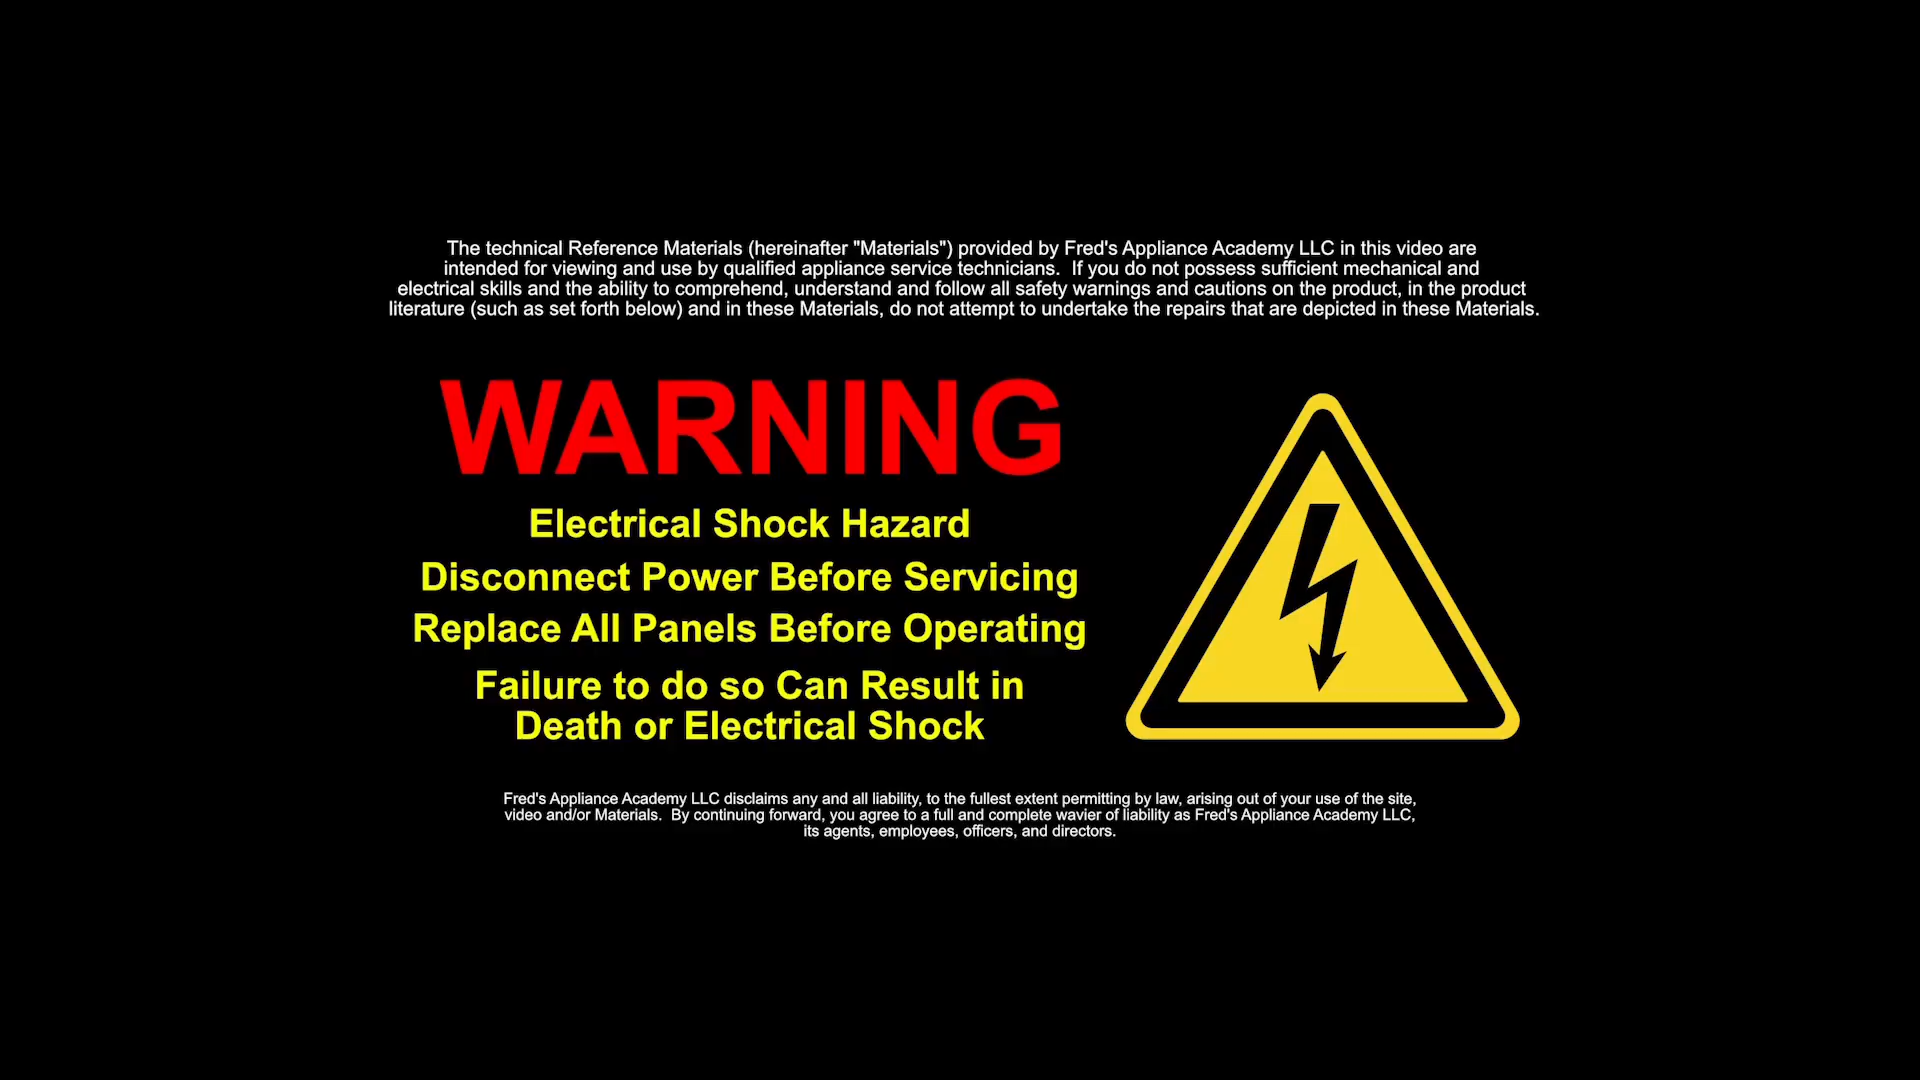 The technical Reference Materials (hereinafter "Materials") provided by Fred's Appliance Academy LLC in this video are
intended for viewing and use by qualified appliance service technicians.  If you do not possess sufficient mechanical and
electrical skills and the ability to comprehend, understand and follow all safety warnings and cautions on the product, in the product
literature (such as set forth below) and in these Materials, do not attempt to undertake the repairs that are depicted in these Materials.
WARNING
Electrical Shock Hazard
Disconnect Power Before Servicing
Replace All Panels Before Operating
Failure to do so Can Result in
Death or Electrical Shock
Fred's Appliance Academy LLC disclaims any and all liability, to the fullest extent permitting by law, arising out of your use of the site,
video and/or Materials.  By continuing forward, you agree to a full and complete wavier of liability as Fred's Appliance Academy LLC,
its agents, employees, officers, and directors.